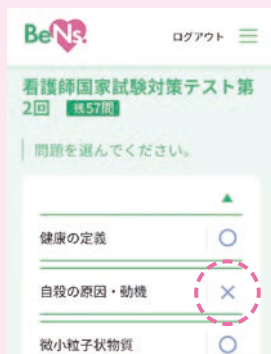 BeNs.
ログアウト
看護師国家試験対策テスト第
2回 残57問
問題を選んでください。
健康の定義
自殺の原因・動機
微小粒子状物質